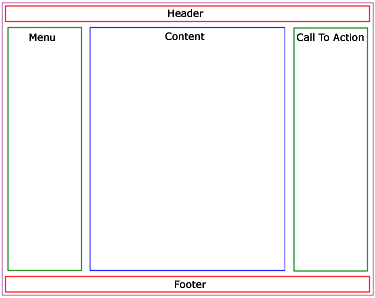 Header
Menu
Content
Call To Action
Footer